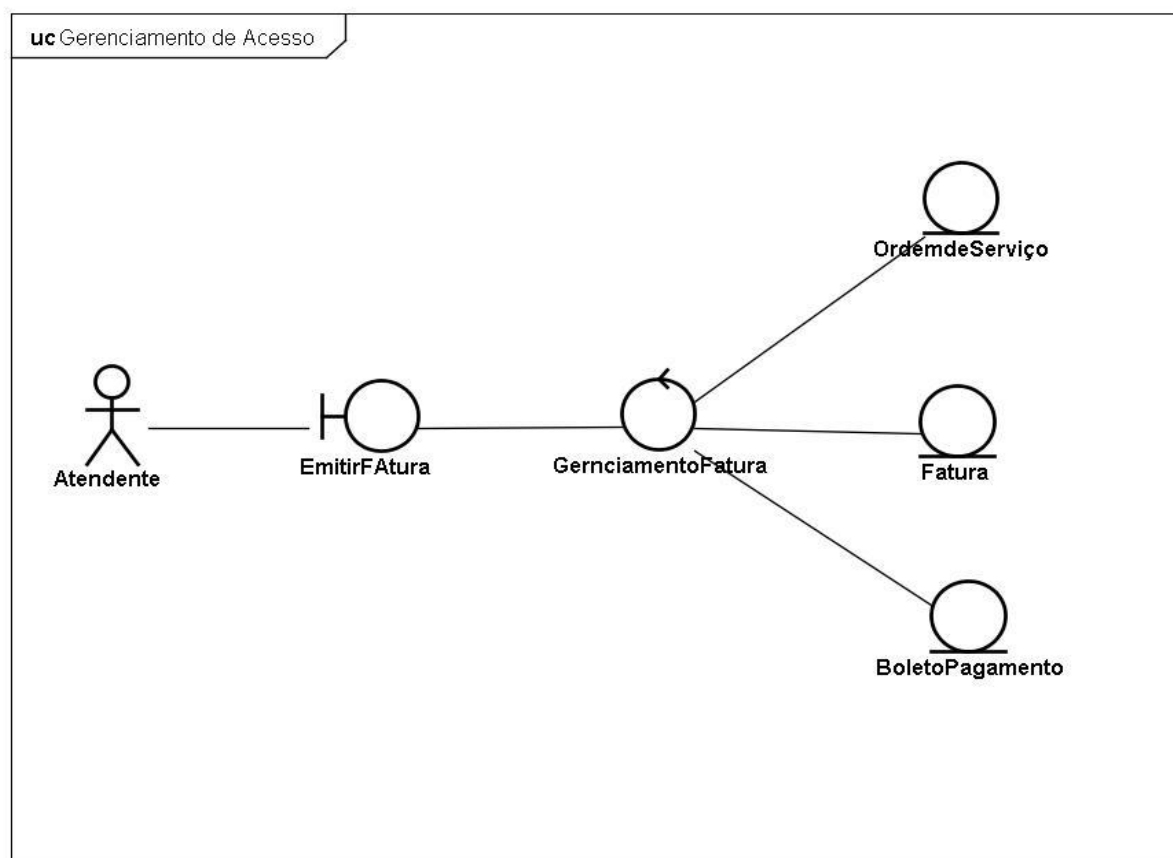 uc Gerenciamento de Acesso
OrdemdeServiço
Atendente
EmitirFAtura
GernciamentoFatura
Fatura
BoletoPagamento